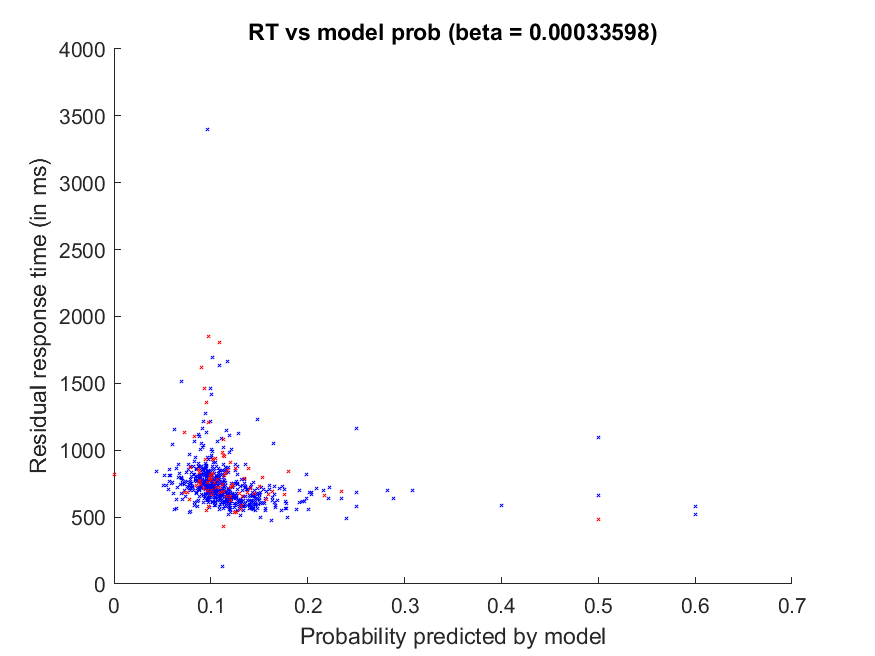 RT vs model prob (beta = 0.00033598)
4000
3500
3000
2500
2000
1500
1000
500
0
Residual response time (in ms)
0 0.1 0.2 0.3 0.4 0.5 0.6 0.7
Probability predicted by model